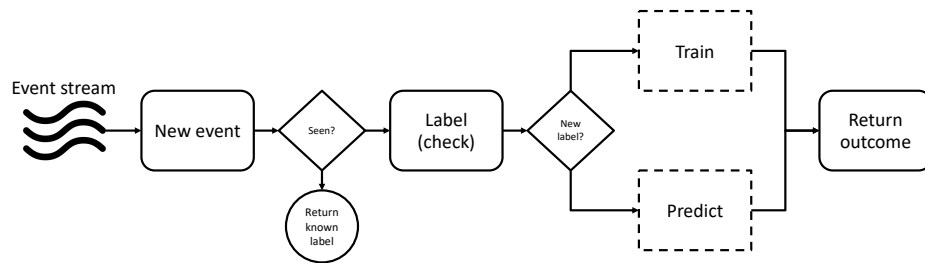 Event stream
New event
Seen?
Return
known
label
Label
(check)
New
label?
Train
Predict
Return
outcome